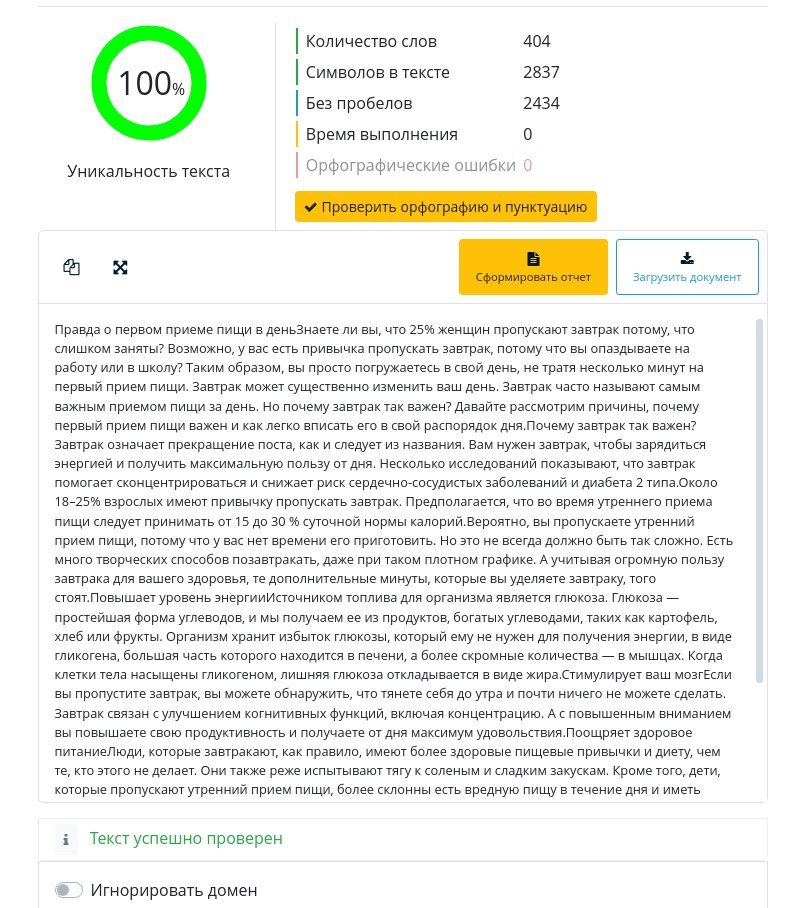 100%
Уникальность текста
Количество слов 404
Символов в тексте 2837
Без пробелов 2434
Время выполнения 0
Орфографические ошибки 0
Проверить орфографию и пунктуацию
Сформировать отчет
Загрузить документ
Правда о первом приеме пищи в деньЗнаете ли вы, что 25% женщин пропускают завтрак потому, что
слишком заняты? Возможно, у вас есть привычка пропускать завтрак, потому что вы опаздываете на
работу или в школу? Таким образом, вы просто погружаетесь в свой день, не тратя несколько минут на
первый прием пищи. Завтрак может существенно изменить ваш день. Завтрак часто называют самым
важным приемом пищи за день. Но почему завтрак так важен? Давайте рассмотрим причины, почему
первый прием пищи важен и как легко вписать его в свой распорядок дня.Почему завтрак так важен?
Завтрак означает прекращение поста, как и следует из названия. Вам нужен завтрак, чтобы зарядиться
энергией и получить максимальную пользу от дня. Несколько исследований показывают, что завтрак
помогает сконцентрироваться и снижает риск сердечно-сосудистых заболеваний и диабета 2 типа.Около
18–25% взрослых имеют привычку пропускать завтрак. Предполагается, что во время утреннего приема
пищи следует принимать от 15 до 30 % суточной нормы калорий.Вероятно, вы пропускаете утренний
прием пищи, потому что у вас нет времени его приготовить. Но это не всегда должно быть так сложно. Есть
много творческих способов позавтракать, даже при таком плотном графике. А учитывая огромную пользу
завтрака для вашего здоровья, те дополнительные минуты, которые вы уделяете завтраку, того
стоят.Повышает уровень энергииИсточником топлива для организма является глюкоза. Глюкоза —
простейшая форма углеводов, и мы получаем ее из продуктов, богатых углеводами, таких как картофель,
хлеб или фрукты. Организм хранит избыток глюкозы, который ему не нужен для получения энергии, в виде
гликогена, большая часть которого находится в печени, а более скромные количества — в мышцах. Когда
клетки тела насыщены гликогеном, лишняя глюкоза откладывается в виде жира.Стимулирует ваш мозгЕсли
вы пропустите завтрак, вы можете обнаружить, что тянете себя до утра и почти ничего не можете сделать.
Завтрак связан с улучшением когнитивных функций, включая концентрацию. А с повышенным вниманием
вы повышаете свою продуктивность и получаете от дня максимум удовольствия.Поощряет здоровое
питаниеЛюди, которые завтракают, как правило, имеют более здоровые пищевые привычки и диету, чем
те, кто этого не делает. Они также реже испытывают тягу к соленым и сладким закускам. Кроме того, дети,
которые пропускают утренний прием пищи, более склонны есть вредную пищу в течение дня и иметь
Текст успешно проверен
Игнорировать домен